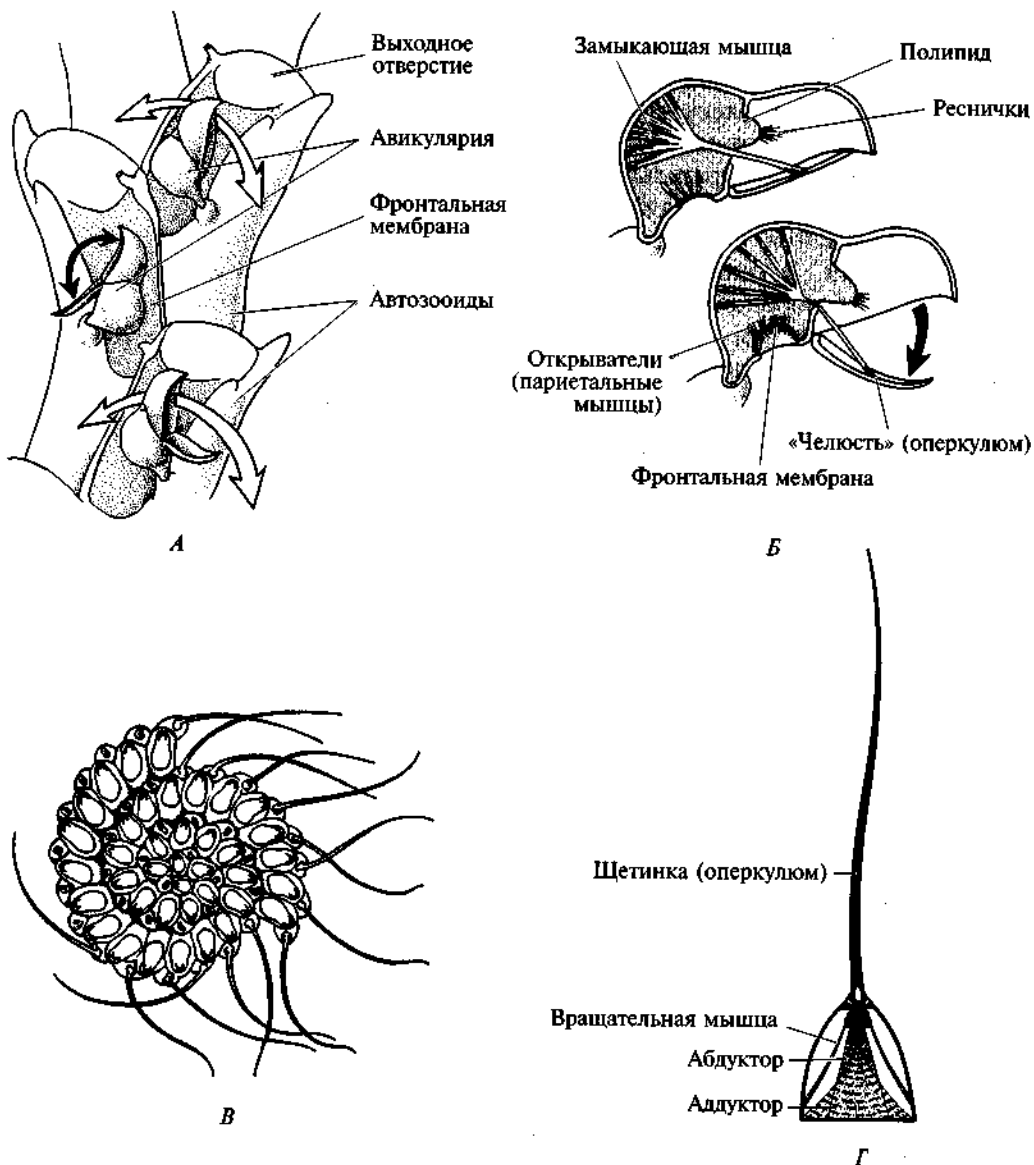 Выходное
отверстие
Авикулярия
Фронтальная
мембрана
Автозооиды
А
Замыкающая мышца
Полипид
Реснички
Открыватели
(париетальные
мышцы)
«Челюсть» (оперкулюм)
Фронтальная мембрана
Б
В
Щетинка (оперкулюм)
Вращательная мышца
Абдуктор
Аддуктор
Г